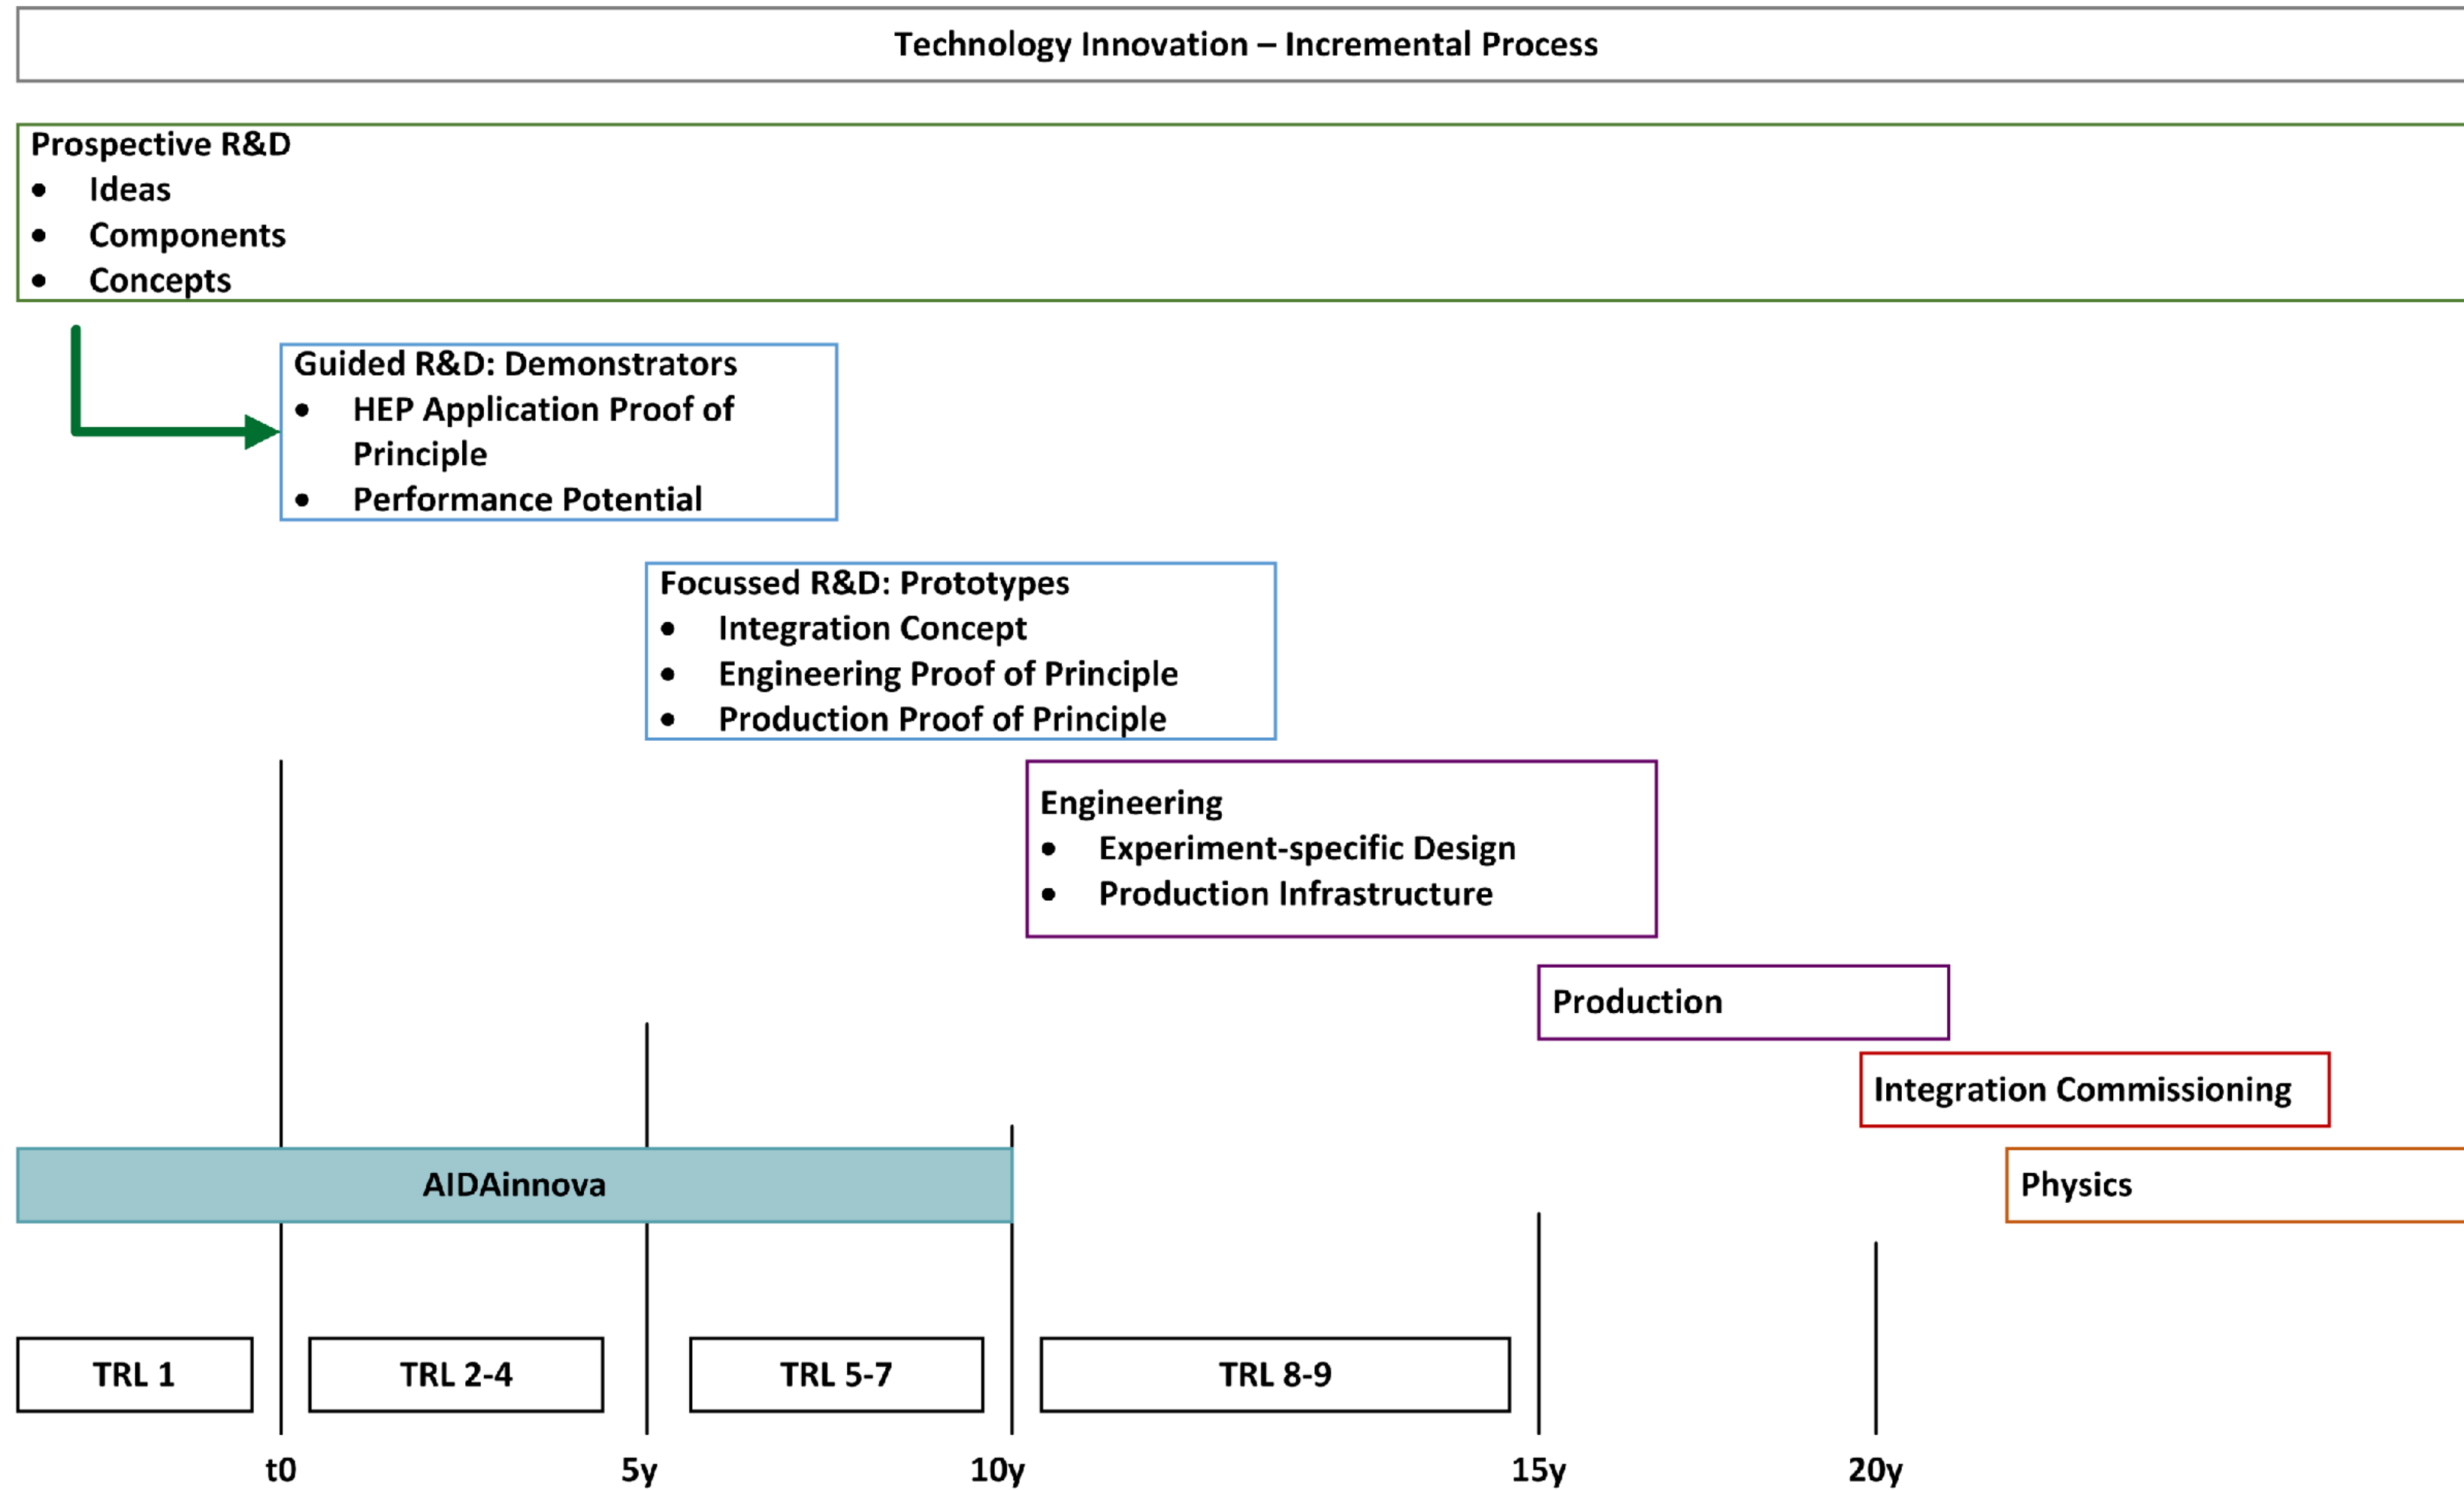 Technology Innovation – Incremental Process
Prospective R&D
• Ideas
• Components
• Concepts
Guided R&D: Demonstrators
• HEP Application Proof of
Principle
• Performance Potential
Focussed R&D: Prototypes
• Integration Concept
• Engineering Proof of Principle
• Production Proof of Principle
Engineering
• Experiment-specific Design
• Production Infrastructure
Production
Integration Commissioning
AIDAinnova
Physics
TRL 1
TRL 2-4
TRL 5-7
TRL 8-9
t0
5y
10y
15y
20y